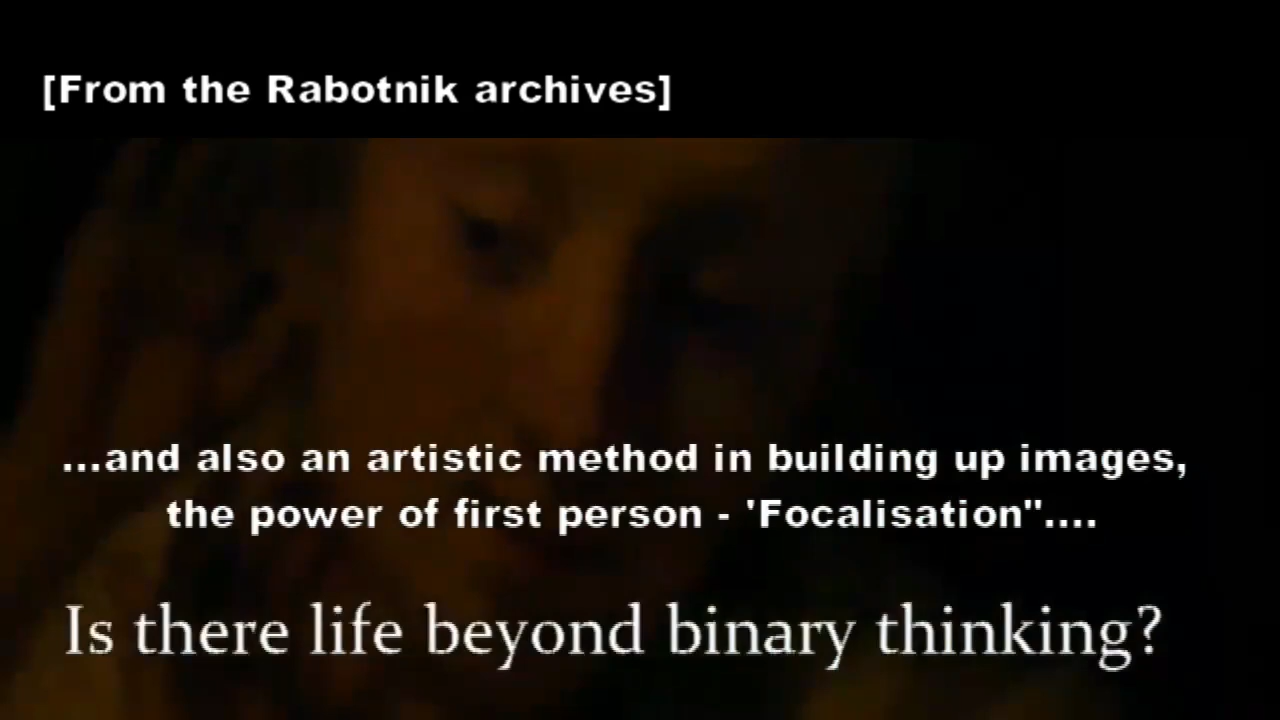 [From the Rabotnik archives]
...and also an artistic method in building up images,
the power of first person - 'Focalisation"....
Is there life beyond binary thinking?